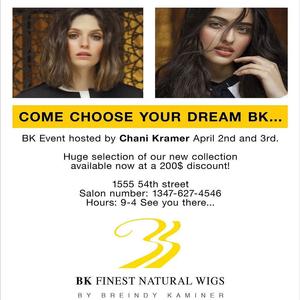 COME CHOOSE YOUR DREAM BK...
BK Event hosted by Chani Kramer April 2nd and 3rd.
Huge selection of our new collection
available now at a 200$ discount!
1555 54th street
Salon number: 1347-627-4546
Hours: 9-4 See you there...
BK FINEST NATURAL WIGS
BY BREINDY KAMINER